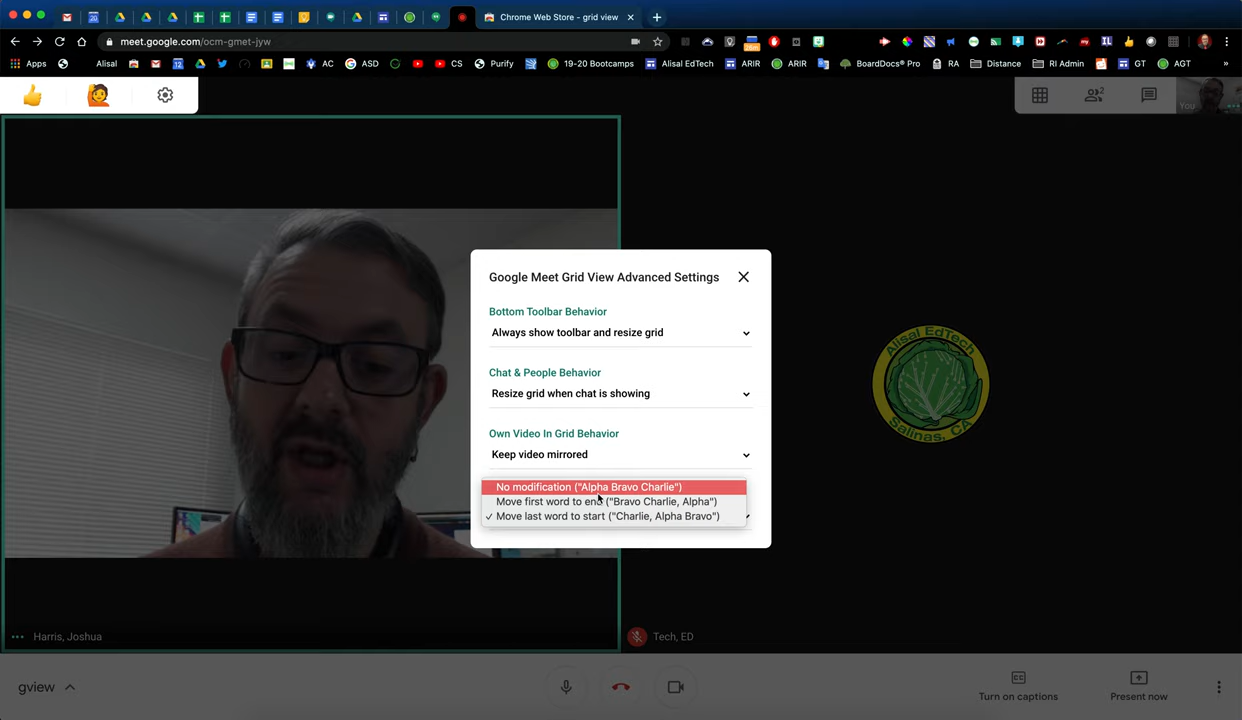 Chrome Web Store - grid view
meet.google.com/ocm-gmet-jyw
Apps
Alisal
AC
ASD
CS
Purify
19-20 Bootcamps
Alisal EdTech
ARIR
ARIR
BoardDocs® Pro
RA
Distance
RI Admin
GT
AGT
»
2
You
Google Meet Grid View Advanced Settings
Bottom Toolbar Behavior
Always show toolbar and resize grid
Chat & People Behavior
Resize grid when chat is showing
Own Video In Grid Behavior
Keep video mirrored
No modification ("Alpha Bravo Charlie")
Move first word to end ("Bravo Charlie, Alpha")
✓ Move last word to start ("Charlie, Alpha Bravo")
Alisal EdTech
Salinas, CA
Harris, Joshua
Tech, ED
gview
Turn on captions
Present now